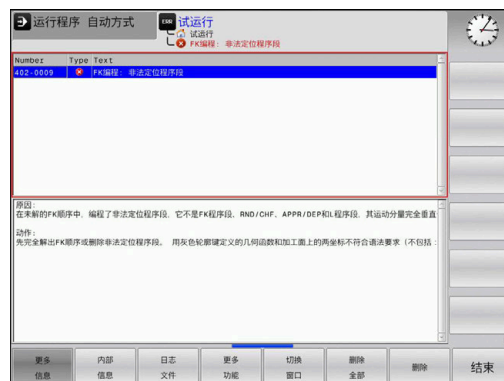 运行程序 自动方式
试运行
试运行
FK编程: 非法定位程序段
Number Type Text
402-0009 FK编程: 非法定位程序段
原因:
在未解的FK顺序中, 编程了非法定位程序段, 它不是FK程序段, RND/CHF, APPR/DEP和L程序段, 其运动分量完全垂直
动作:
先完全解出FK顺序或删除非法定位程序段。 用灰色轮廓键定义的几何函数和加工面上的两坐标不符合语法要求 (不包括:
更多 内部 日志 更多 切换 删除 删除 结束
信息 信息 文件 功能 窗口 全部